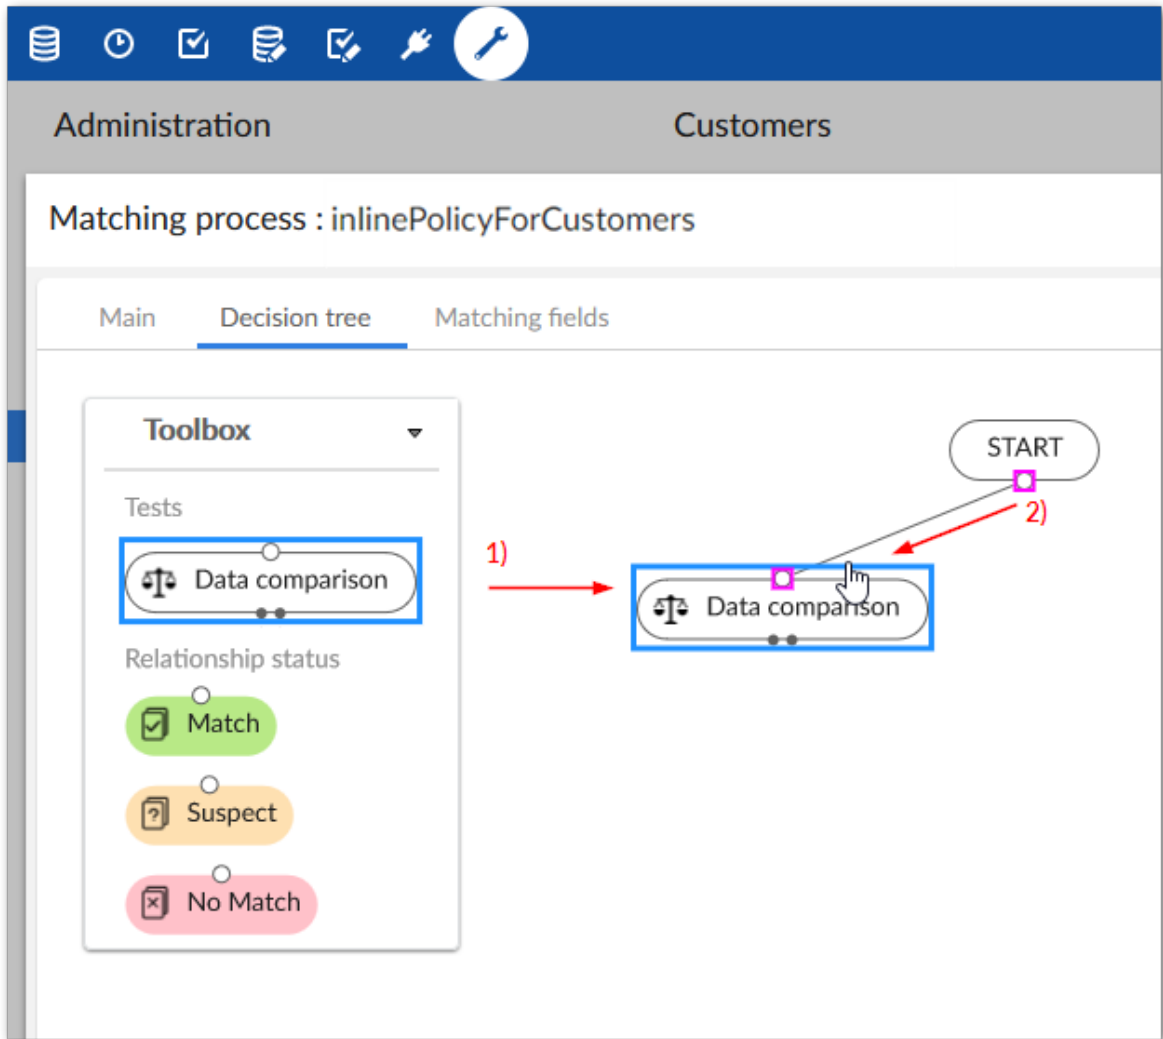 Administration
Customers
Matching process : inlinePolicyForCustomers
Main
Decision tree
Matching fields
Toolbox
START
Tests
2)
1)
Data comparison
Data comparison
Relationship status
Match
?
Suspect
No Match